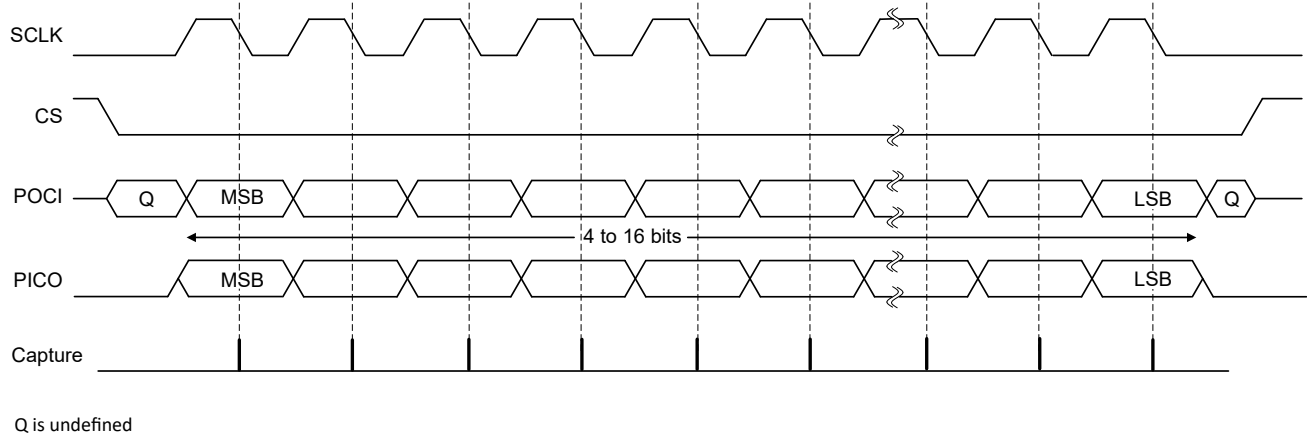 SCLK
CS
POCI Q MSB LSB Q
4 to 16 bits
PICO MSB LSB
Capture
Q is undefined